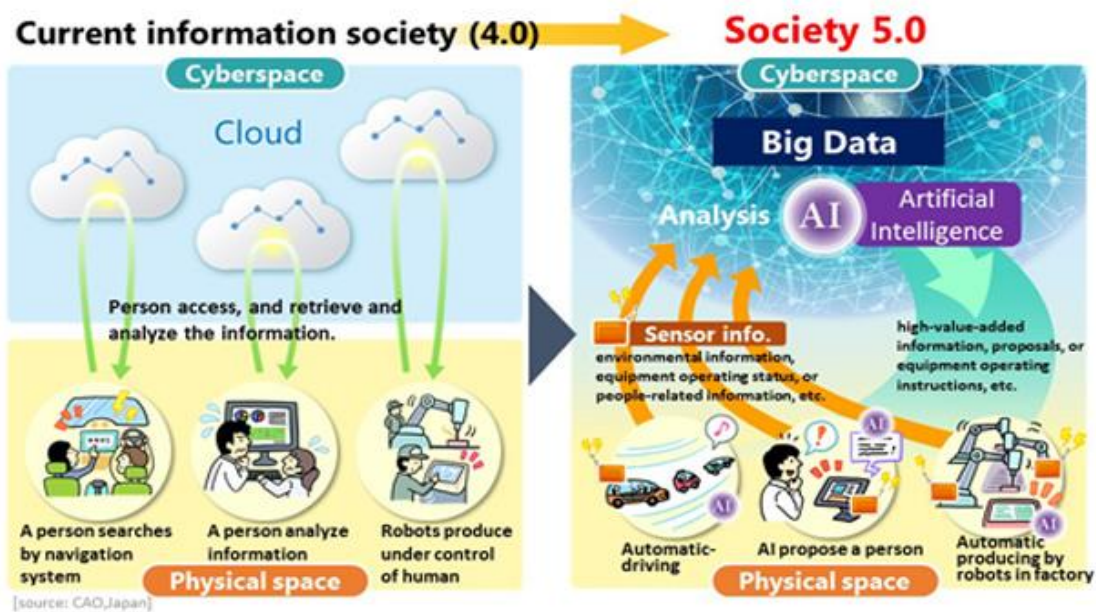 Current information society (4.0)
Society 5.0
Cyberspace
Cloud
Person access, and retrieve and
analyze the information.
A person searches
by navigation
system
A person analyze
information
Robots produce
under control
of human
Physical space
[source: CAO,Japan]
Cyberspace
Big Data
Analysis
AI
Artificial
Intelligence
Sensor info.
environmental information,
equipment operating status, or
people-related information, etc.
high-value-added
information, proposals, or
equipment operating
instructions, etc.
AI
AI
AI
Automatic-
driving
AI propose a person
Automatic
producing by
robots in factory
Physical space